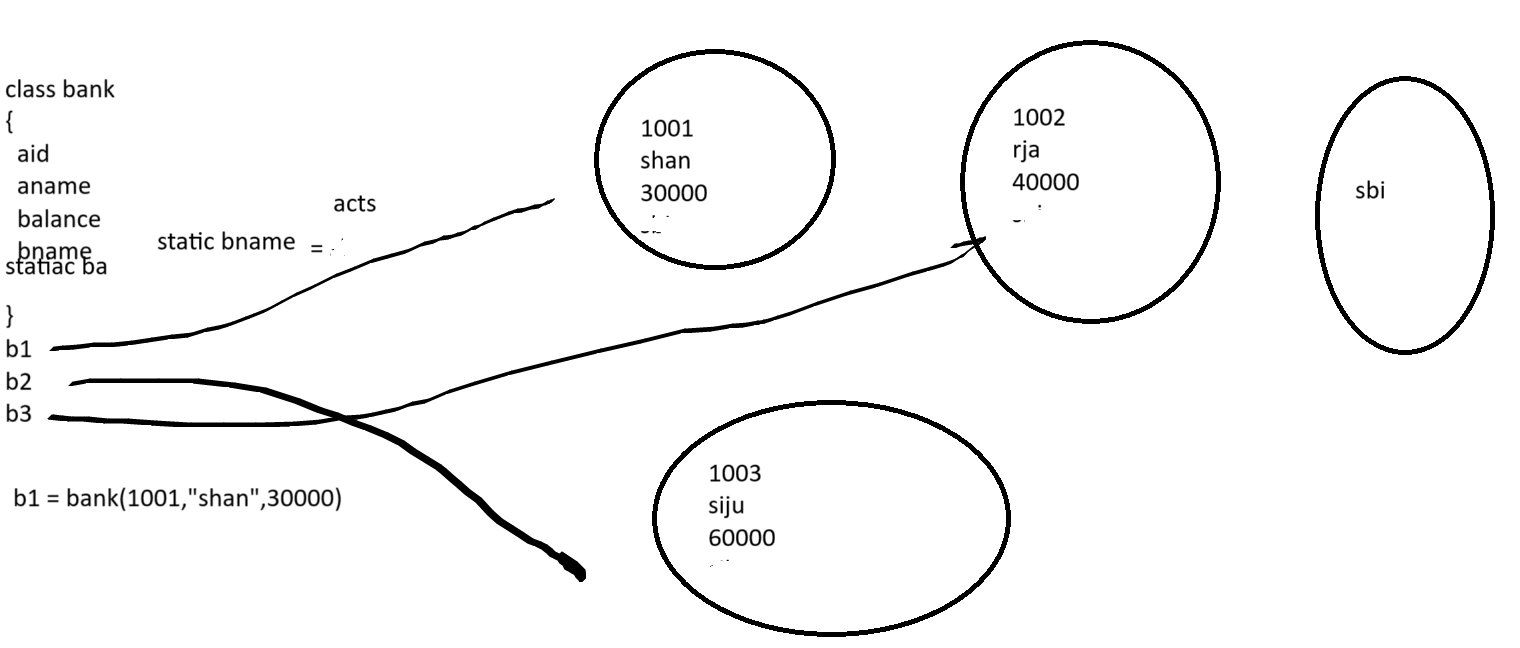 class bank
{
aid
aname
balance
bname
statiac ba
}
acts
static bname =
b1
b2
b3
b1 = bank(1001,"shan",30000)
1001
shan
30000
1002
rja
40000
sbi
1003
siju
60000